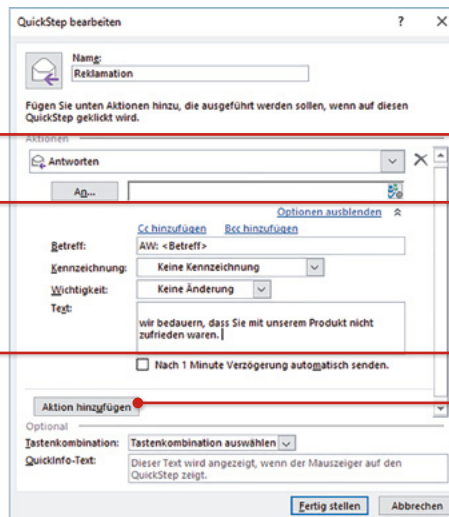 QuickStep bearbeiten ? ×
Name:
Reklamation
Fügen Sie unten Aktionen hinzu, die ausgeführt werden sollen, wenn auf diesen
QuickStep geklickt wird.
Aktionen
Antworten
An...
Optionen ausblenden
Cc hinzufügen Bcc hinzufügen
Betreff: AW: <Betreff>
Kennzeichnung: Keine Kennzeichnung
Wichtigkeit: Keine Änderung
Text:
wir bedauern, dass Sie mit unserem Produkt nicht
zufrieden waren.
Nach 1 Minute Verzögerung automatisch senden.
Aktion hinzufügen
Optional
Tastenkombination: Tastenkombination auswählen
QuickInfo-Text: Dieser Text wird angezeigt, wenn der Mauszeiger auf den
QuickStep zeigt.
Fertig stellen Abbrechen